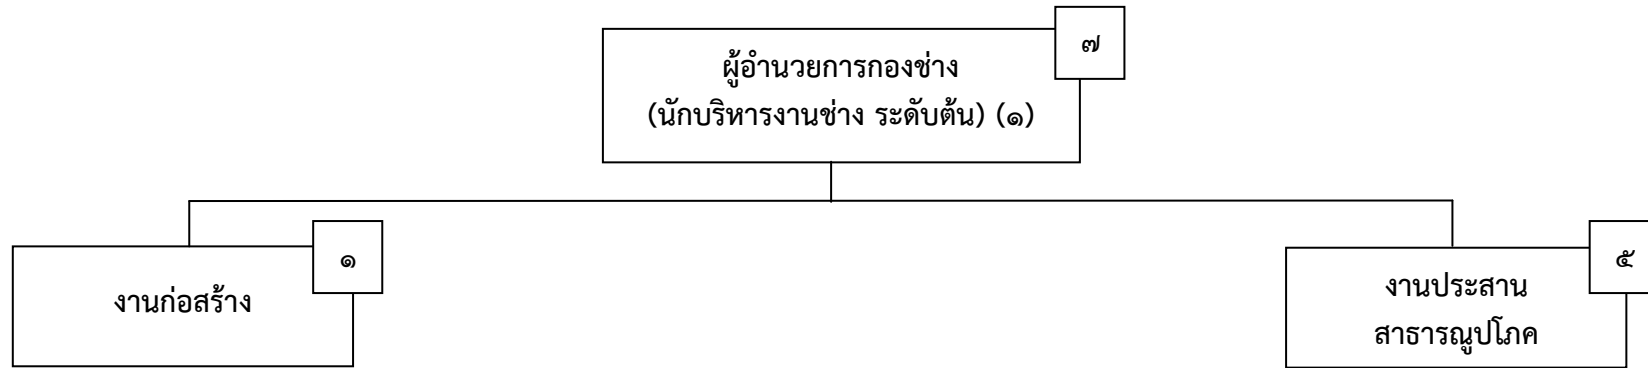 ๗
ผู้อำนวยการกองช่าง
(นักบริหารงานช่าง ระดับต้น) (๑)
๑
งานก่อสร้าง
๕
งานประสาน
สาธารณูปโภค